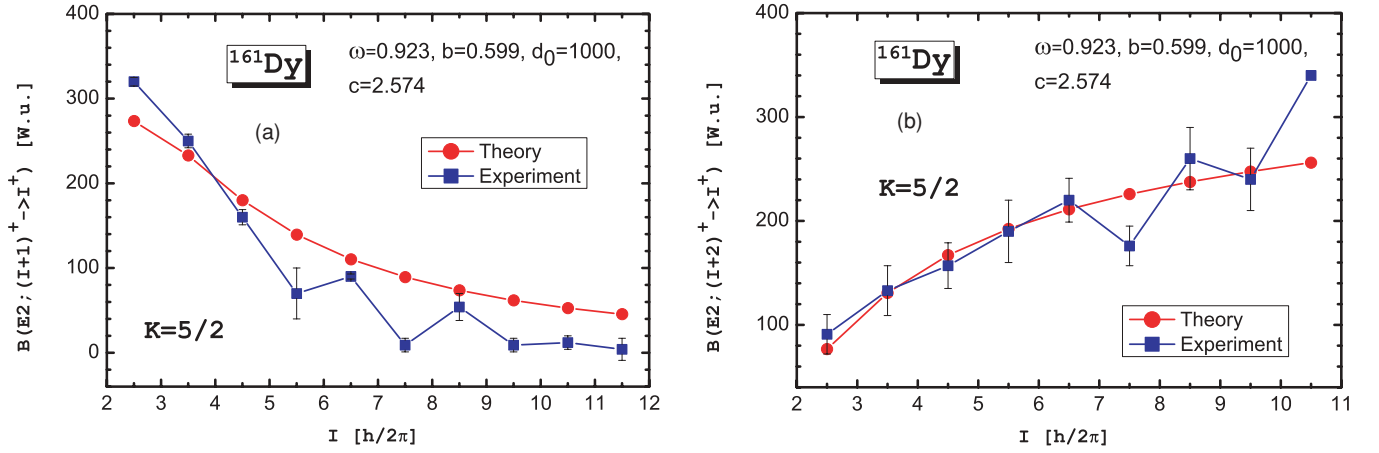 400
300
200
100
0
B(E2;(I+1)⁺->I⁺) [W.u.]
¹⁶¹Dy
ω=0.923, b=0.599, d₀=1000,
c=2.574
(a)
Theory
Experiment
K=5/2
2 3 4 5 6 7 8 9 10 11 12
I [h/2π]
400
300
200
100
B(E2;(I+2)⁺->I⁺) [W.u.]
¹⁶¹Dy
ω=0.923, b=0.599, d₀=1000,
c=2.574
(b)
K=5/2
Theory
Experiment
2 3 4 5 6 7 8 9 10 11
I [h/2π]